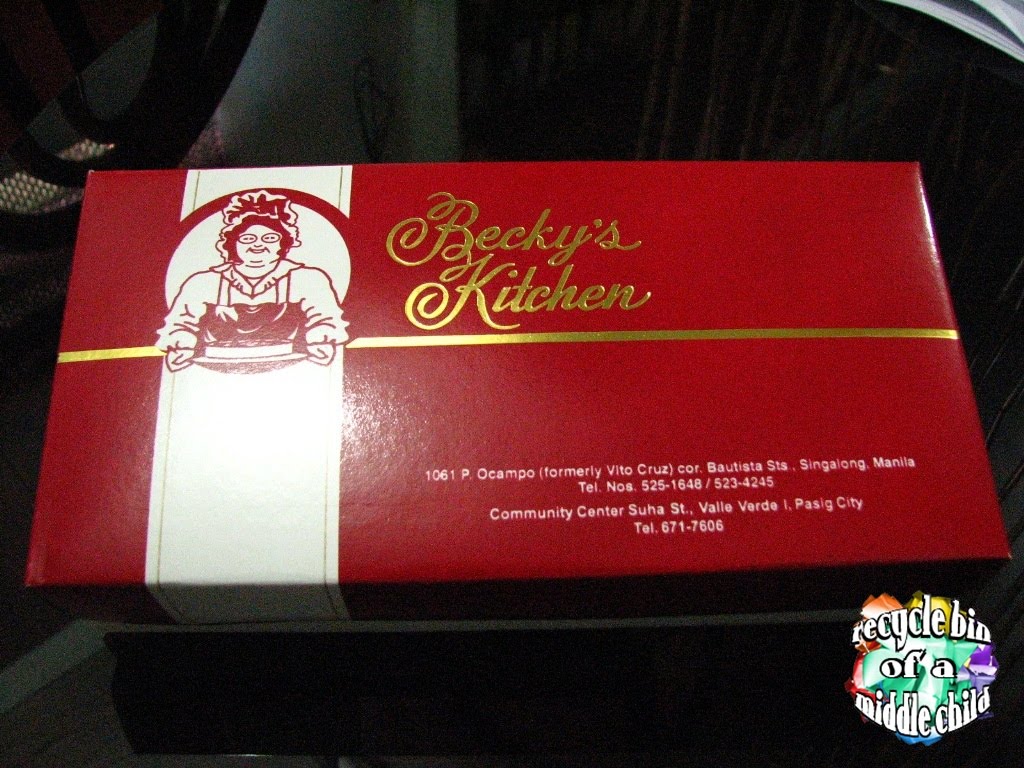 Becky's
Kitchen
1061 P. Ocampo (formerly Vito Cruz) cor. Bautista Sts., Singalong, Manila
Tel. Nos. 525-1648 / 523-4245
Community Center Suha St., Valle Verde I, Pasig City
Tel. 671-7606
recycle bin
of a
middle child